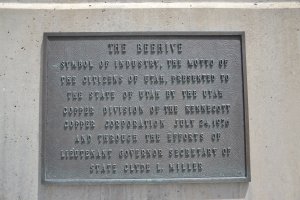 THE BEEHIVE
SYMBOL OF INDUSTRY, THE MOTTO OF
THE CITIZENS OF UTAH, PRESENTED TO
THE STATE OF UTAH BY THE UTAH
COPPER DIVISION OF THE KENNECOTT
COPPER CORPORATION JULY 24, 1976
AND THROUGH THE EFFORTS OF
LIEUTENANT GOVERNOR SECRETARY OF
STATE CLYDE L. MILLER